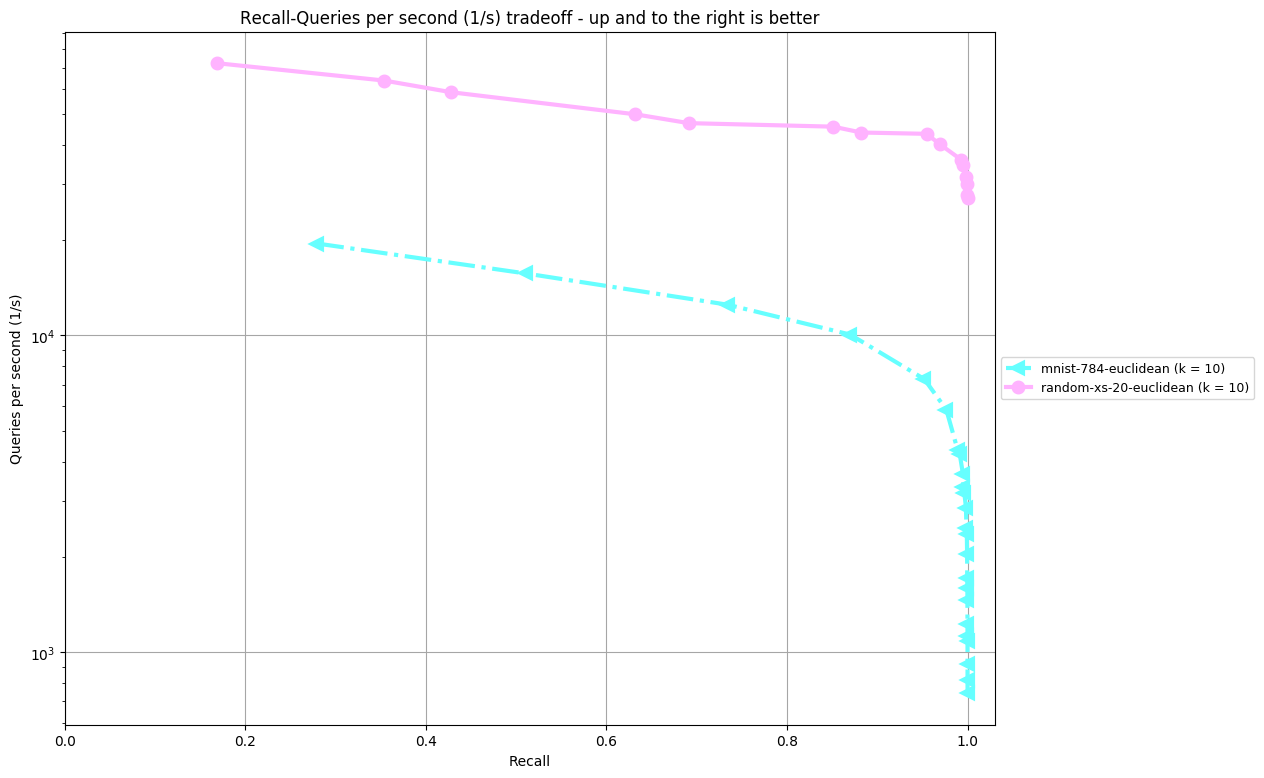 Recall-Queries per second (1/s) tradeoff - up and to the right is better
Queries per second (1/s)
10⁴
10³
0.0 0.2 0.4 0.6 0.8 1.0
Recall
mnist-784-euclidean (k = 10)
random-xs-20-euclidean (k = 10)